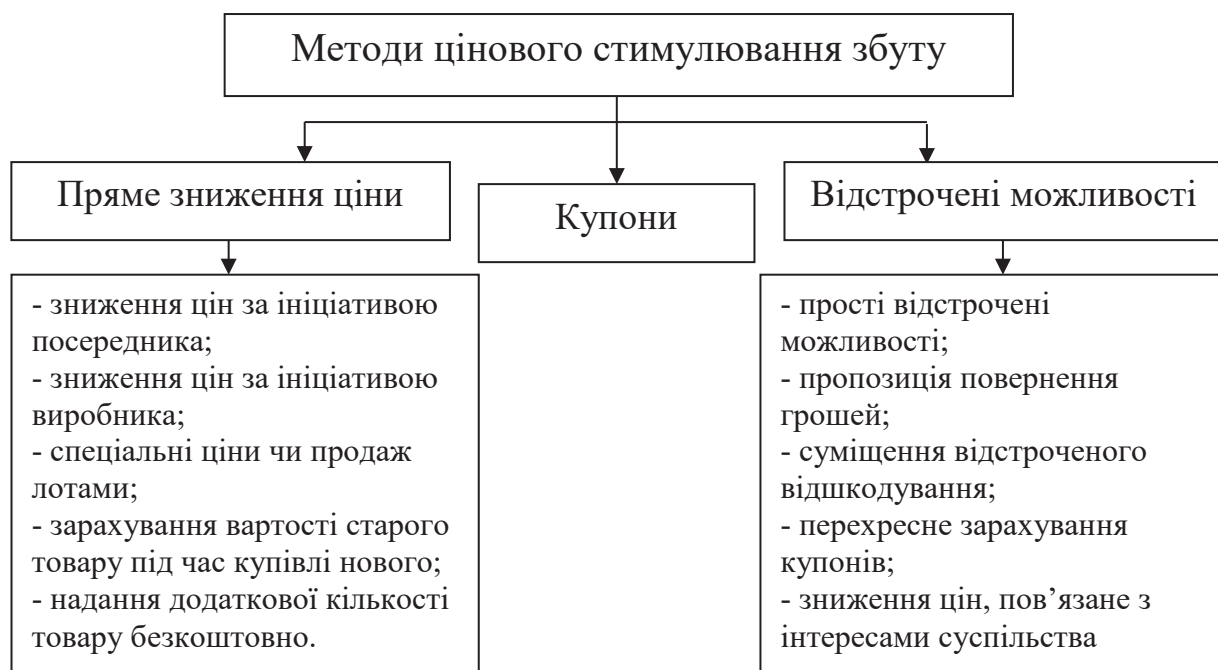 Методи цінового стимулювання збуту
Пряме зниження ціни
Купони
Відстрочені можливості
- зниження цін за ініціативою
посередника;
- зниження цін за ініціативою
виробника;
- спеціальні ціни чи продаж
лотами;
- зарахування вартості старого
товару під час купівлі нового;
- надання додаткової кількості
товару безкоштовно.
- прості відстрочені
можливості;
- пропозиція повернення
грошей;
- суміщення відстроченого
відшкодування;
- перехресне зарахування
купонів;
- зниження цін, пов’язане з
інтересами суспільства